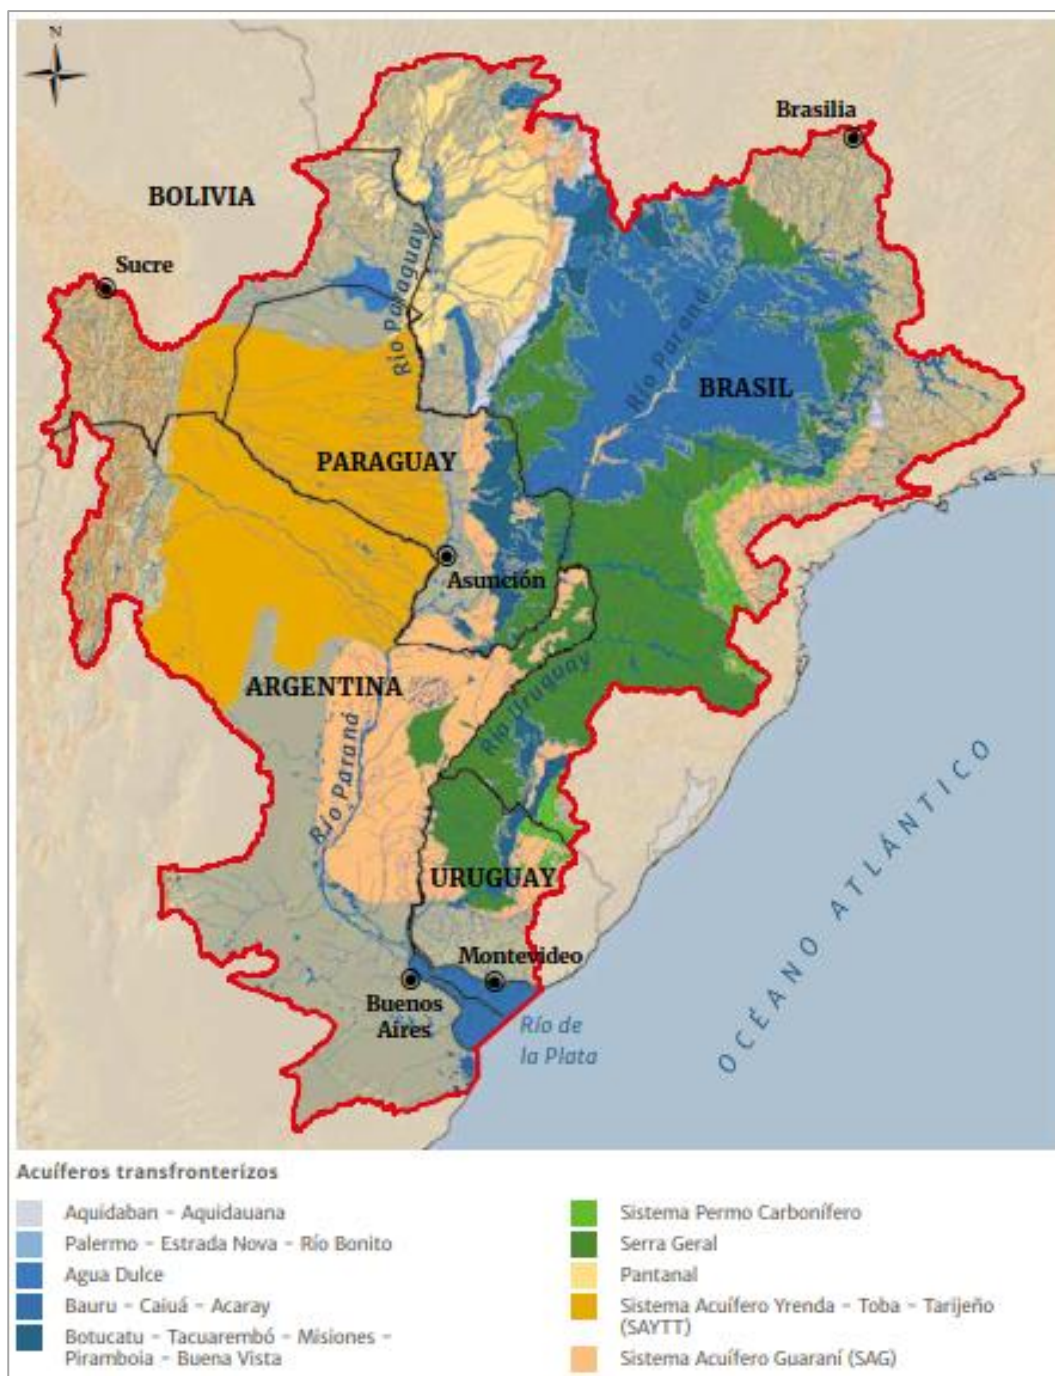 N
Brasilia
BOLIVIA
Sucre
Río Paraguay
Río Paraná
BRASIL
PARAGUAY
Asunción
ARGENTINA
Río Uruguay
Río Paraná
URUGUAY
Montevideo
Buenos
Aires
Río de
la Plata
OCÉANO ATLÁNTICO
Acuíferos transfronterizos
Aquidaban - Aquidauana
Palermo - Estrada Nova - Río Bonito
Agua Dulce
Bauru - Caiuá - Acaray
Botucatu - Tacuarembó - Misiones -
Piramboia - Buena Vista
Sistema Permo Carbonífero
Serra Geral
Pantanal
Sistema Acuífero Yrenda - Toba - Tarijeño
(SAYTT)
Sistema Acuífero Guaraní (SAG)